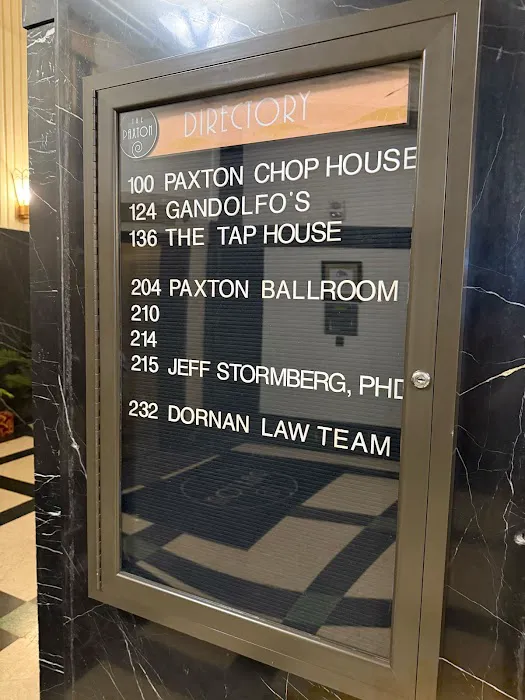 THE
PAXTON
DIRECTORY
100 PAXTON CHOP HOUSE
124 GANDOLFO'S
136 THE TAP HOUSE
204 PAXTON BALLROOM
210
214
215 JEFF STORMBERG, PHD
232 DORNAN LAW TEAM